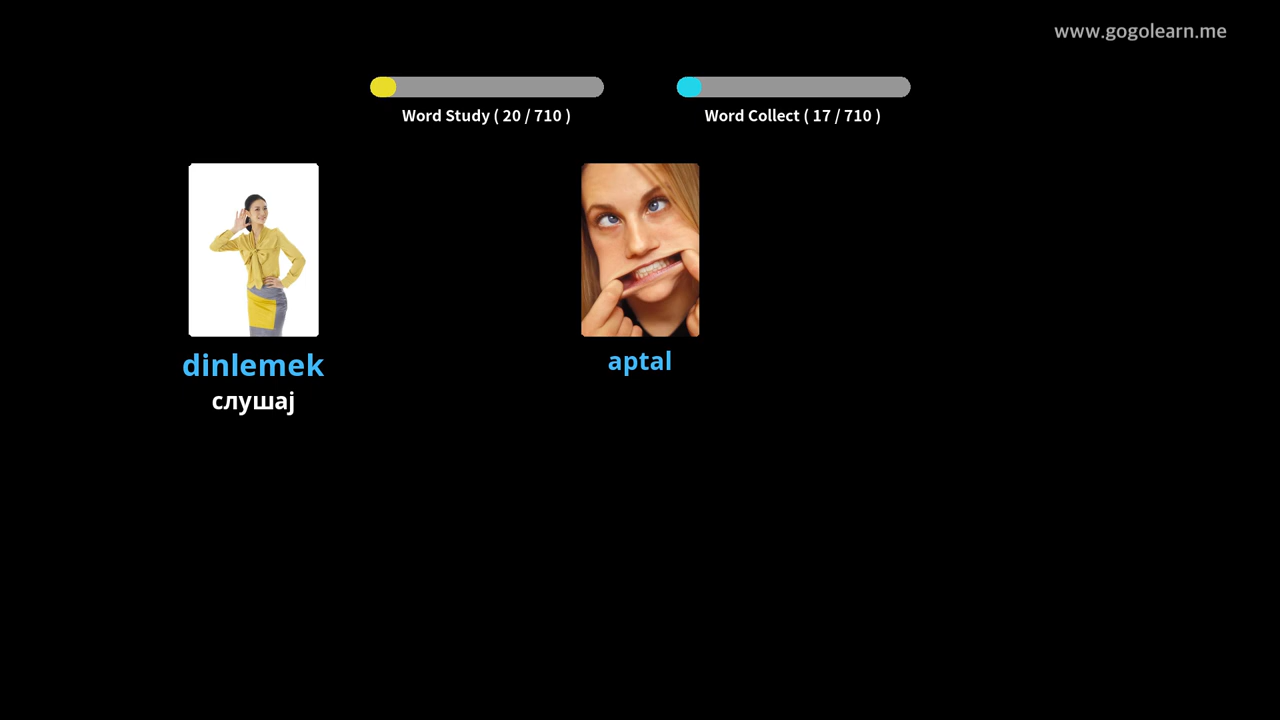 www.gogolearn.me
Word Study ( 20 / 710 )
Word Collect ( 17 / 710 )
dinlemek
слушај
aptal